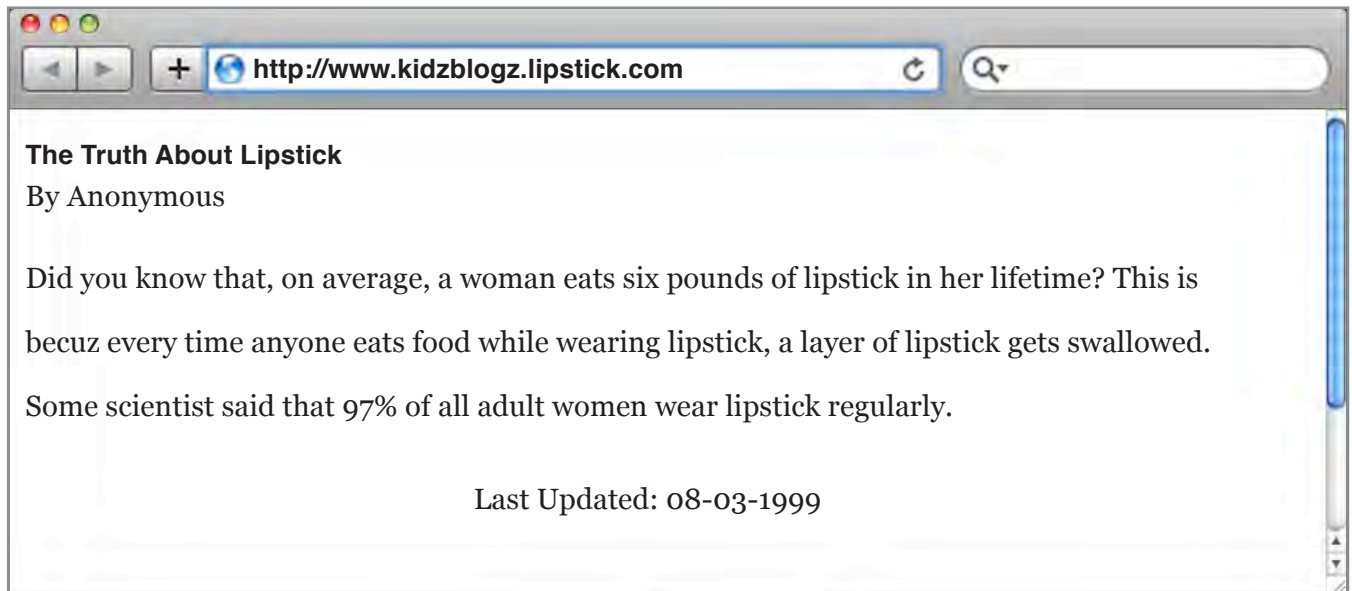 http://www.kidzblogz.lipstick.com
The Truth About Lipstick
By Anonymous
Did you know that, on average, a woman eats six pounds of lipstick in her lifetime? This is
becuz every time anyone eats food while wearing lipstick, a layer of lipstick gets swallowed.
Some scientist said that 97% of all adult women wear lipstick regularly.
Last Updated: 08-03-1999